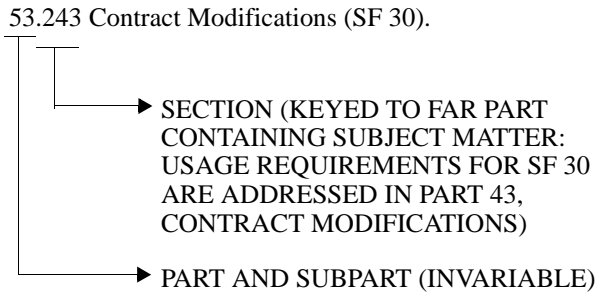 53.243 Contract Modifications (SF 30).
SECTION (KEYED TO FAR PART
CONTAINING SUBJECT MATTER:
USAGE REQUIREMENTS FOR SF 30
ARE ADDRESSED IN PART 43,
CONTRACT MODIFICATIONS)
PART AND SUBPART (INVARIABLE)